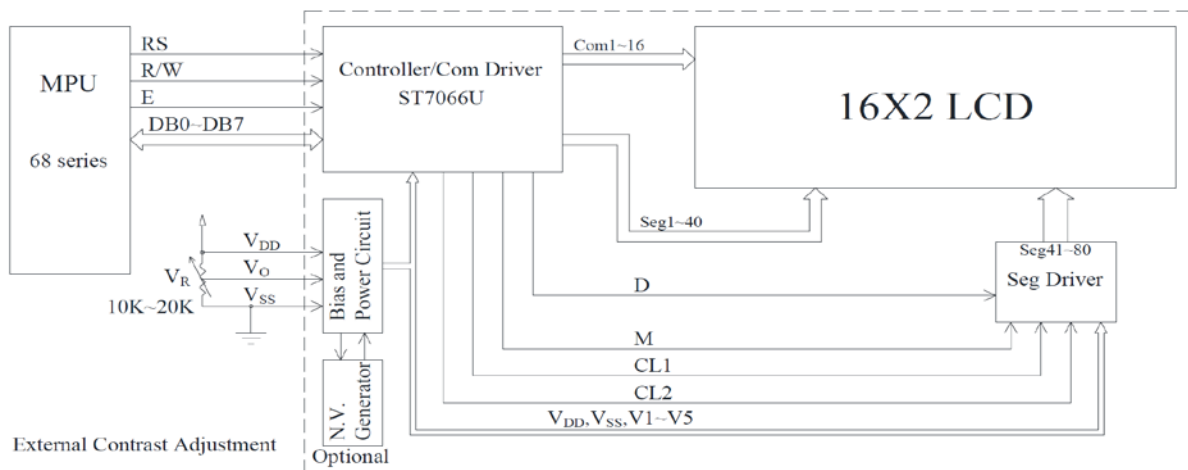 MPU
68 series
RS
R/W
E
DB0~DB7
Controller/Com Driver
ST7066U
Com1~16
16X2 LCD
Seg1~40
Seg41~80
Seg Driver
VDD
VO
VR
VSS
10K~20K
Bias and
Power Circuit
N.V.
Generator
Optional
D
M
CL1
CL2
VDD,VSS,V1~V5
External Contrast Adjustment